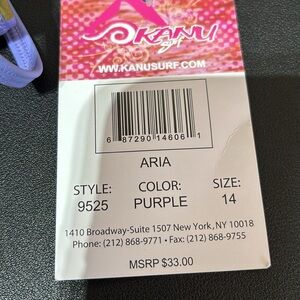 KANU
surf
WWW.KANUSURF.COM
6 87290 14606 1
ARIA
STYLE: COLOR: SIZE:
9525 PURPLE 14
1410 Broadway-Suite 1507 New York, NY 10018
Phone: (212) 868-9771 • Fax: (212) 868-9755
MSRP $33.00